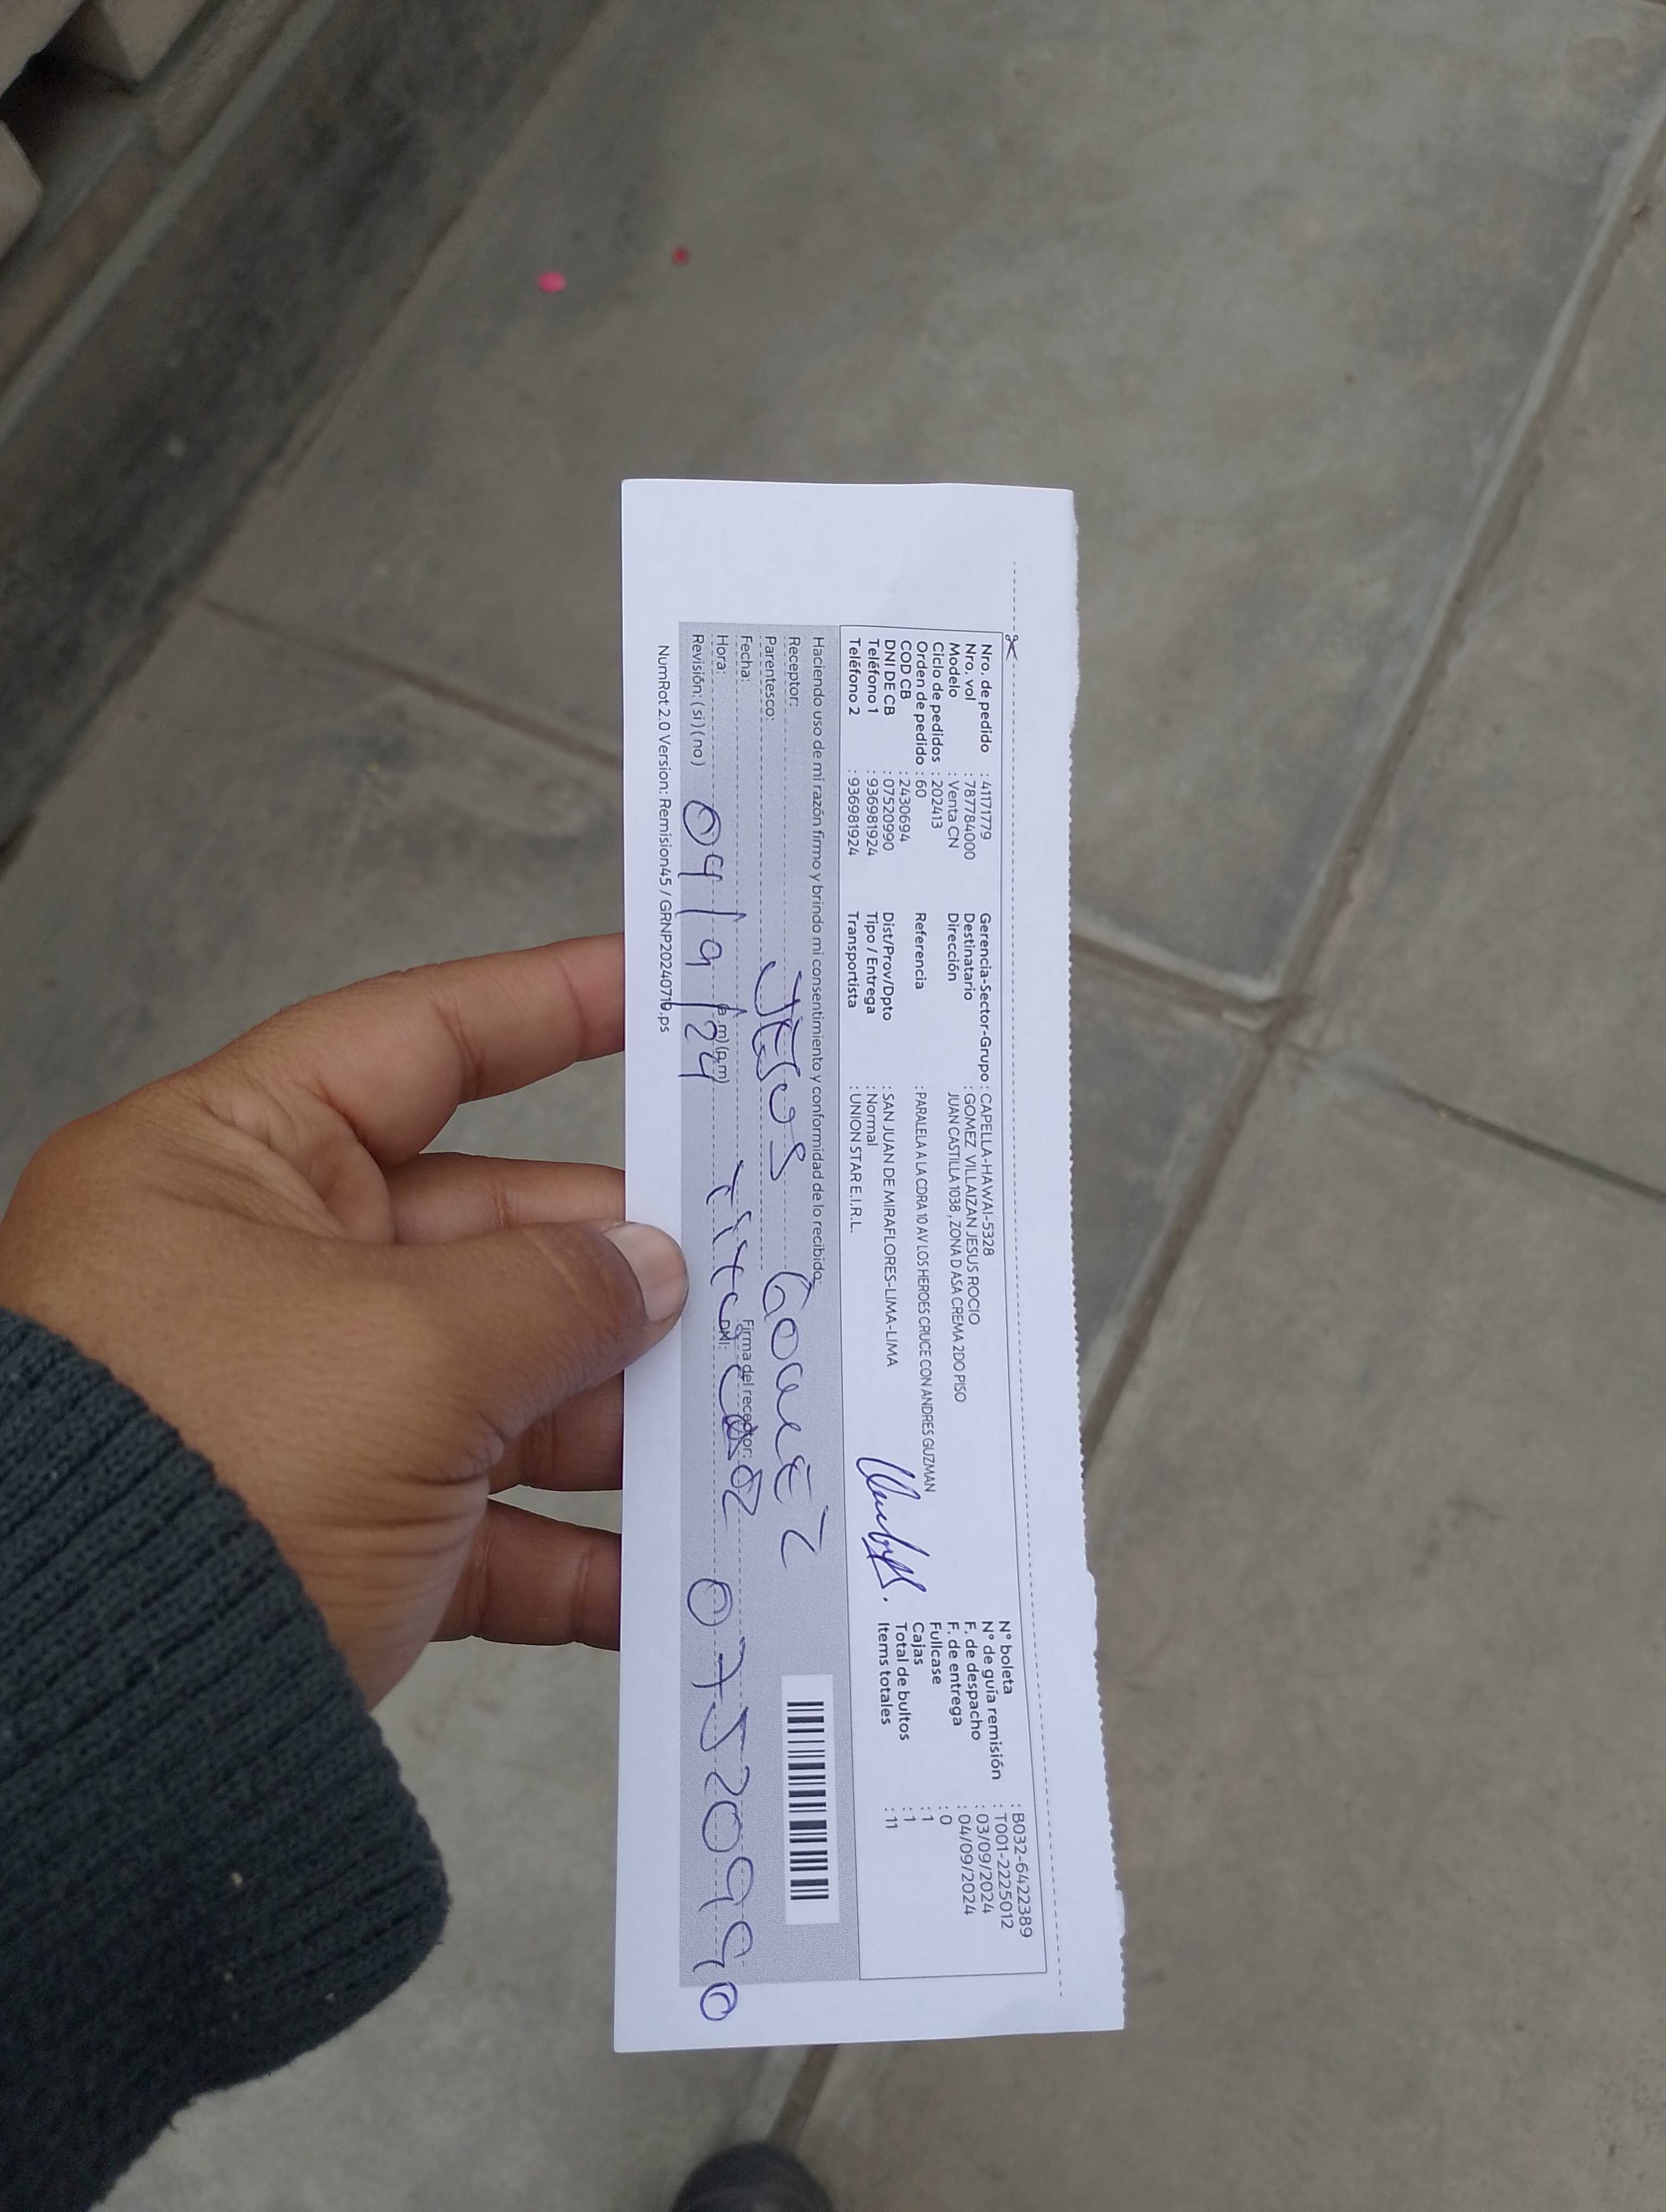 Nro. de pedido : 41171779
Nro. vol : 787784000
Modelo : Venta CN
Ciclo de pedidos : 202413
Orden de pedido : 60
COD CB : 2430694
DNI DE CB : 07520990
Teléfono 1 : 936981924
Teléfono 2 : 936981924
Gerencia-Sector-Grupo : CAPELLA-HAWAI-5328
Destinatario : GOMEZ VILLAIZAN JESUS ROCIO
Dirección JUAN CASTILLA 1038 , ZONA D ASA CREMA 2DO PISO
Referencia : PARALELA A LA CDRA 10 AV LOS HEROES CRUCE CON ANDRES GUZMAN
Dist/Prov/Dpto : SAN JUAN DE MIRAFLORES-LIMA-LIMA
Tipo / Entrega : Normal
Transportista : UNION STAR E.I.R.L.
N° boleta : B032-6422389
N° de guía remisión : T001-2225012
F. de despacho : 03/09/2024
F. de entrega : 04/09/2024
Fullcase : 0
Cajas : 1
Total de bultos : 1
Items totales : 11
Haciendo uso de mi razón firmo y brindo mi consentimiento y conformidad de lo recibido:
Receptor: JESUS GOMEZ
Parentesco:
Fecha:
Firma del receptor:
Hora: (a.m)(p.m)
DNI: 07520990
Revisión: (si)(no) 04/9/24
NumRot 2.0 Version: Remision45 / GRNP20240719.ps